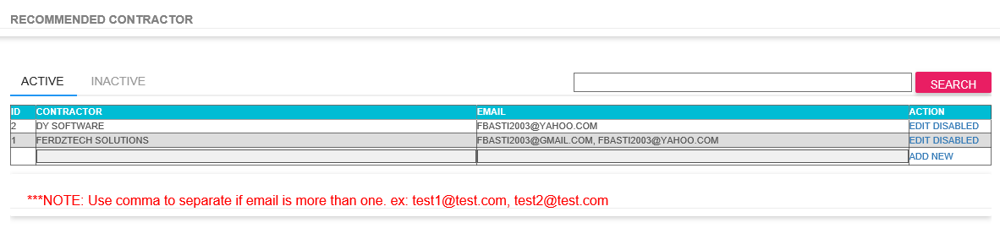 RECOMMENDED CONTRACTOR
ACTIVE INACTIVE SEARCH
ID CONTRACTOR EMAIL ACTION
2 DY SOFTWARE FBASTI2003@YAHOO.COM EDIT DISABLED
1 FERDZTECH SOLUTIONS FBASTI2003@GMAIL.COM, FBASTI2003@YAHOO.COM EDIT DISABLED
ADD NEW
***NOTE: Use comma to separate if email is more than one. ex: test1@test.com, test2@test.com